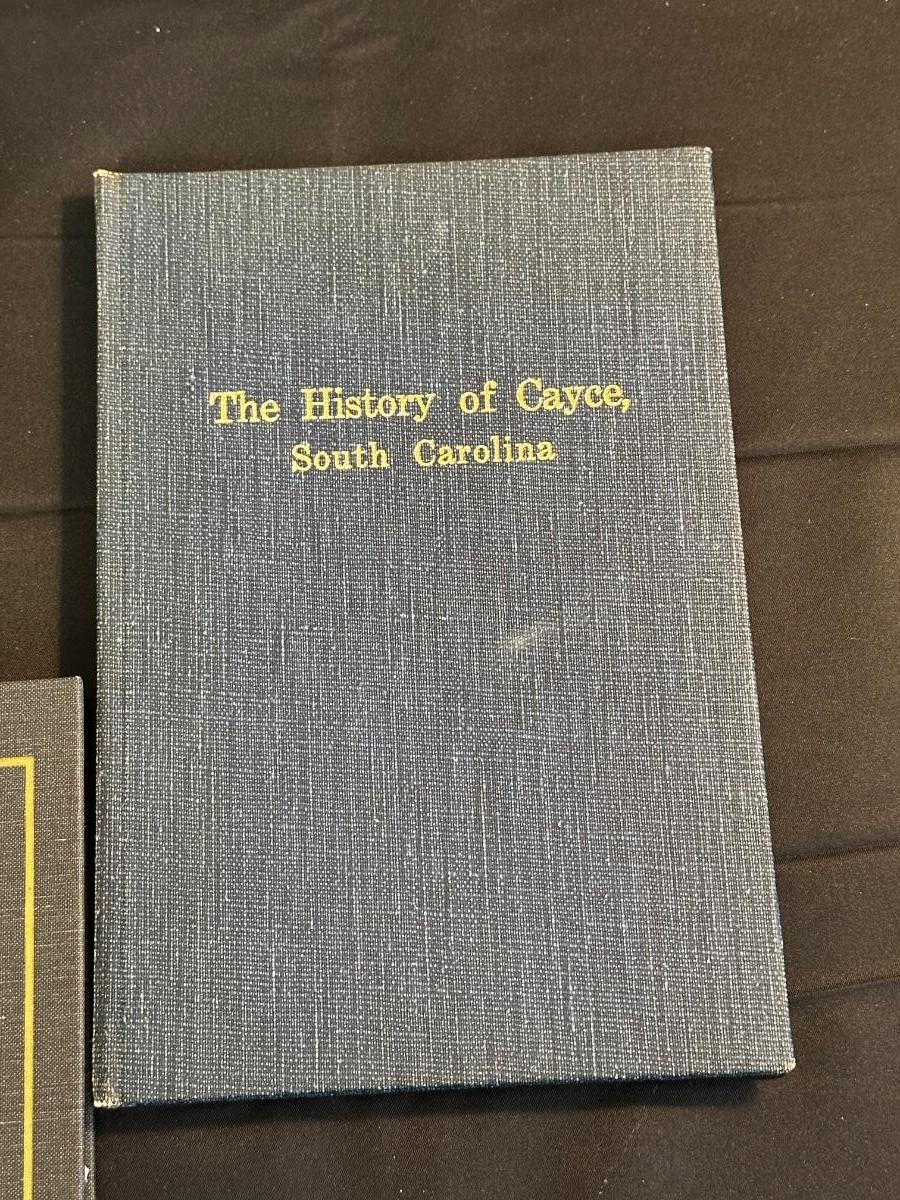 The History of Cayce,
South Carolina